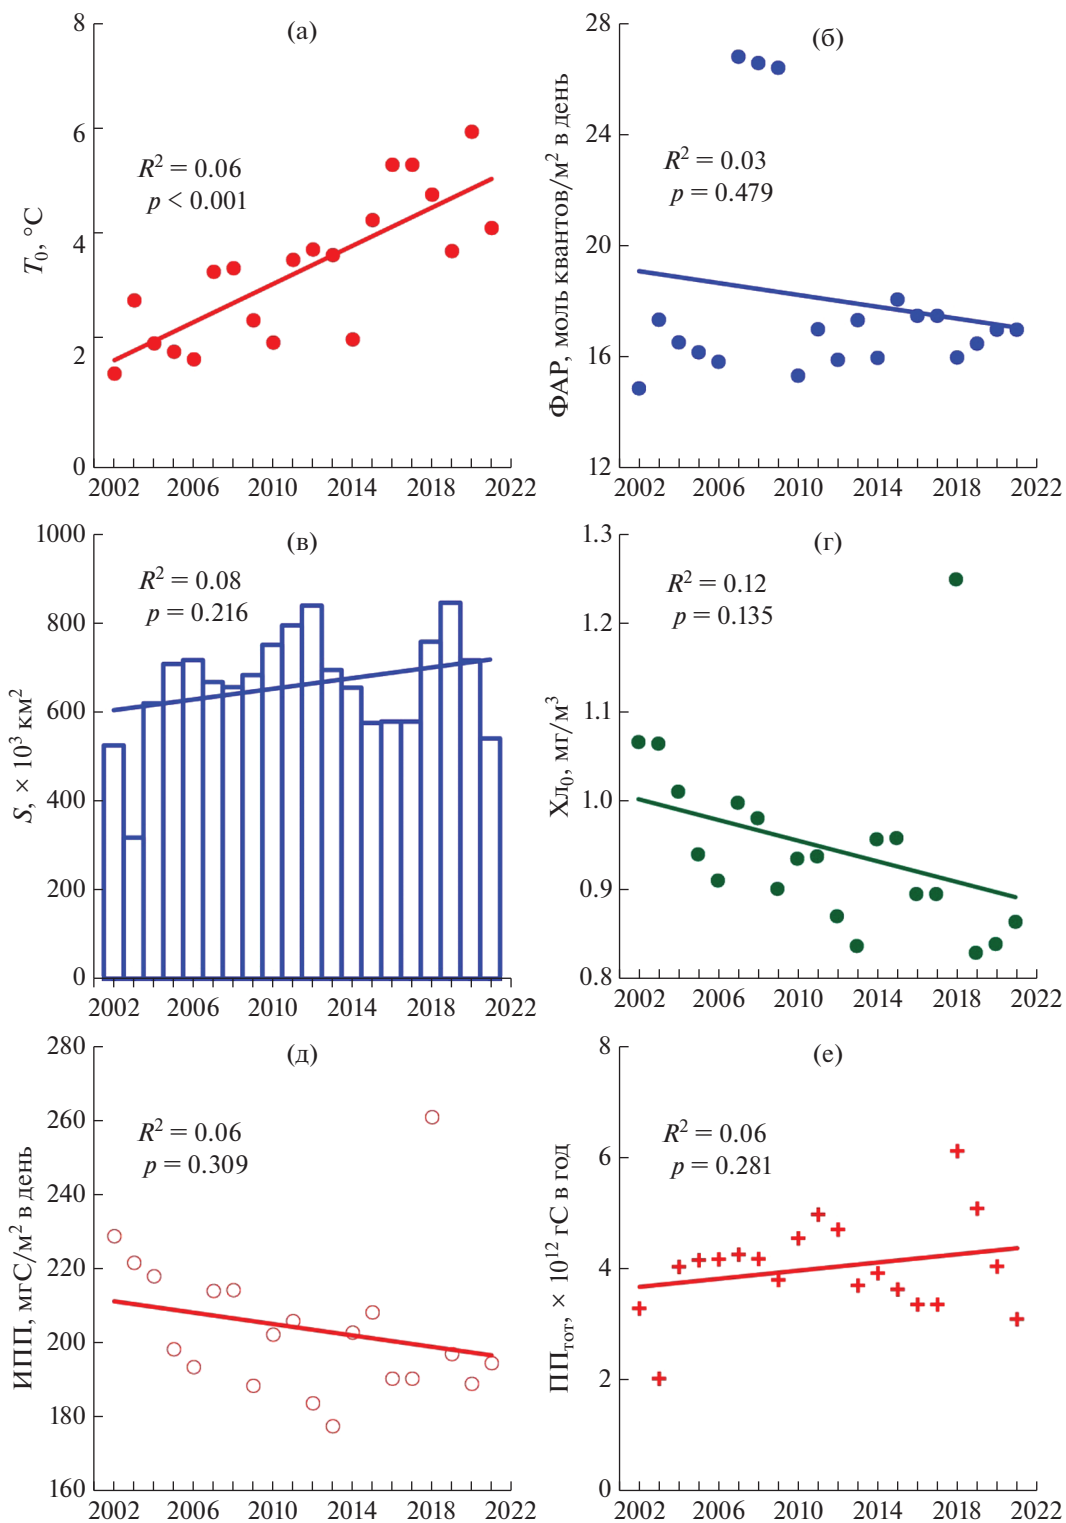 (а)
T₀, °C
8
6
4
2
0
R² = 0.06
p < 0.001
2002 2006 2010 2014 2018 2022
(б)
ФАР, моль квантов/м² в день
28
24
20
16
12
R² = 0.03
p = 0.479
2002 2006 2010 2014 2018 2022
(в)
S, × 10³ км²
1000
800
600
400
200
0
R² = 0.08
p = 0.216
2002 2006 2010 2014 2018 2022
(г)
Хл₀, мг/м³
1.3
1.2
1.1
1.0
0.9
0.8
R² = 0.12
p = 0.135
2002 2006 2010 2014 2018 2022
(д)
ИПП, мгС/м² в день
280
260
240
220
200
180
160
R² = 0.06
p = 0.309
2002 2006 2010 2014 2018 2022
(е)
ППтот, × 10¹² гС в год
8
6
4
2
0
R² = 0.06
p = 0.281
2002 2006 2010 2014 2018 2022